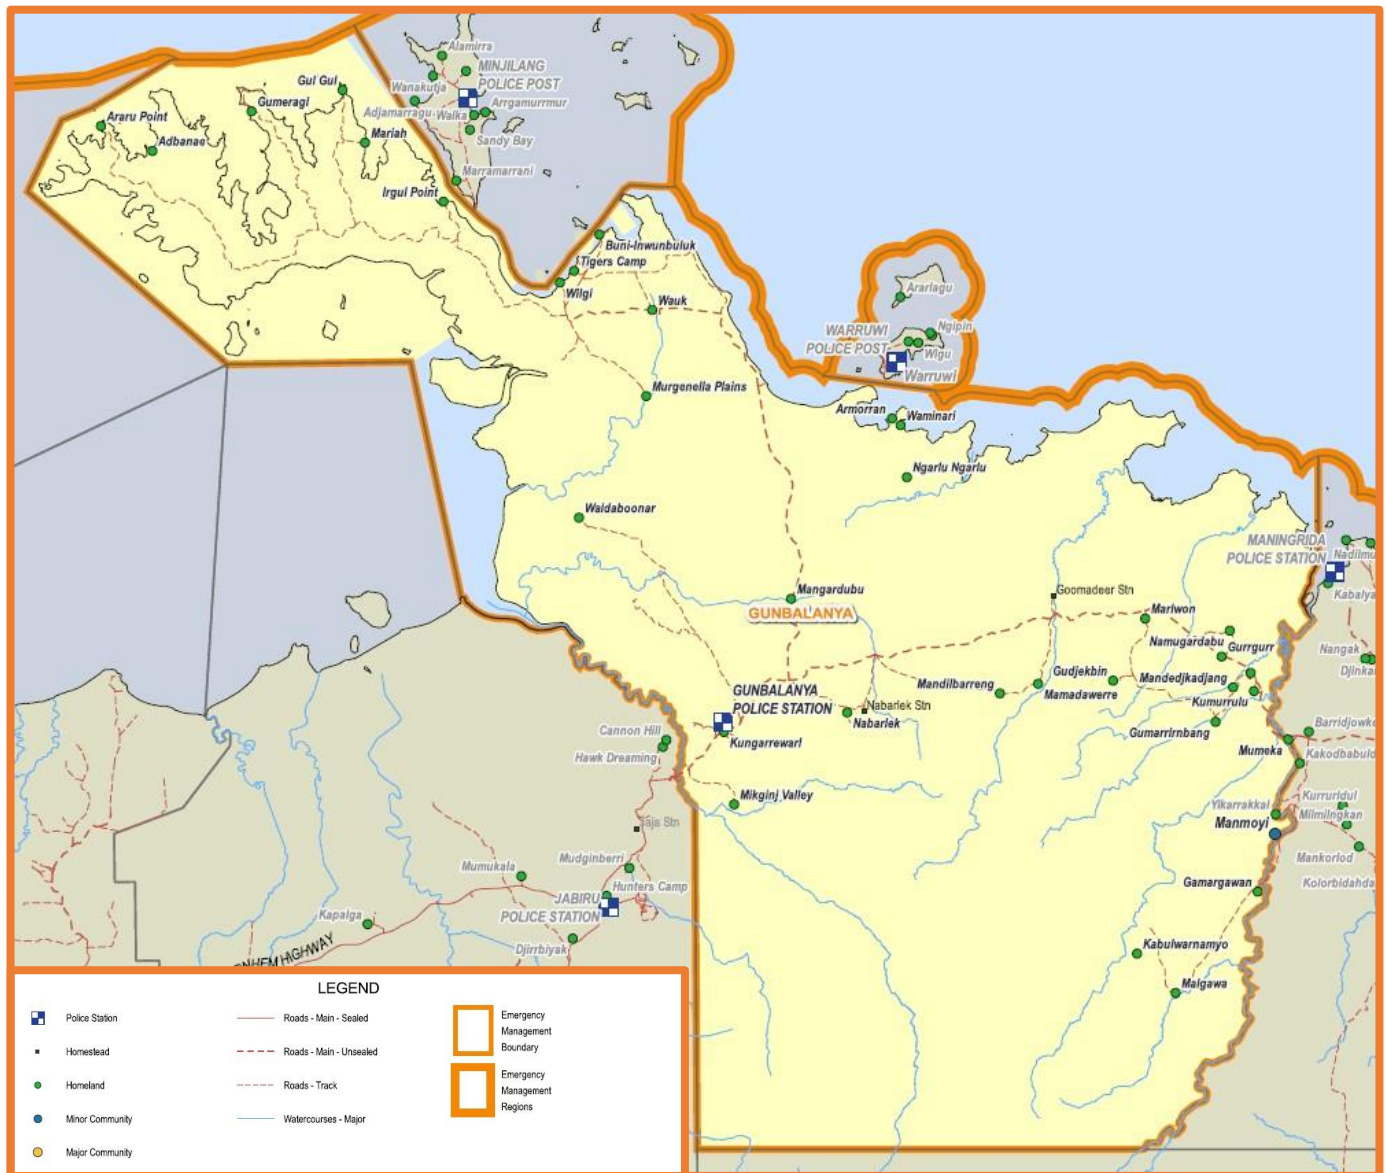 Alamirra
MINJILANG
POLICE POST
Wanakutja
Gul Gul
Gumeragi
Adjamarragu
Walka
Arrgamurrmur
Araru Point
Adbanae
Mariah
Sandy Bay
Marramarrani
Irgul Point
Buni-Inwunbuluk
Tigers Camp
Wilgi
Wauk
Ararlagu
WARRUWI
POLICE POST
Ngipin
Wigu
Warruwi
Murgenella Plains
Armorran
Waminari
Ngarlu Ngarlu
Waidaboonar
MANINGRIDA
POLICE STATION
Kabalya
Mangardubu
GUNBALANYA
Goomadeer Stn
Mariwon
Namugardabu
Gurrgurr
Nangak
Gudjekbin
Mandedjkadjang
Mandilbarreng
Mamadawerre
GUNBALANYA
POLICE STATION
Nabarlek Stn
Kumurrulu
Nabarlek
Gumarrirnbang
Barridjowke
Cannon Hill
Kungarrewarl
Mumeka
Kakodbabuld
Hawk Dreaming
Mikginj Valley
Yikarrakkal
Kurruridul
Manmoyi
Milmilngkan
Mudginberri
Mankorlod
Mumukala
Hunters Camp
Gamargawan
Kolorbidahda
JABIRU
POLICE STATION
Kapalga
Djirrbiyak
Kabulwarnamyo
HIGHWAY
Malgawa
LEGEND
Police Station
Roads - Main - Sealed
Emergency
Management
Boundary
Homestead
Roads - Main - Unsealed
Homeland
Roads - Track
Emergency
Management
Regions
Minor Community
Watercourses - Major
Major Community